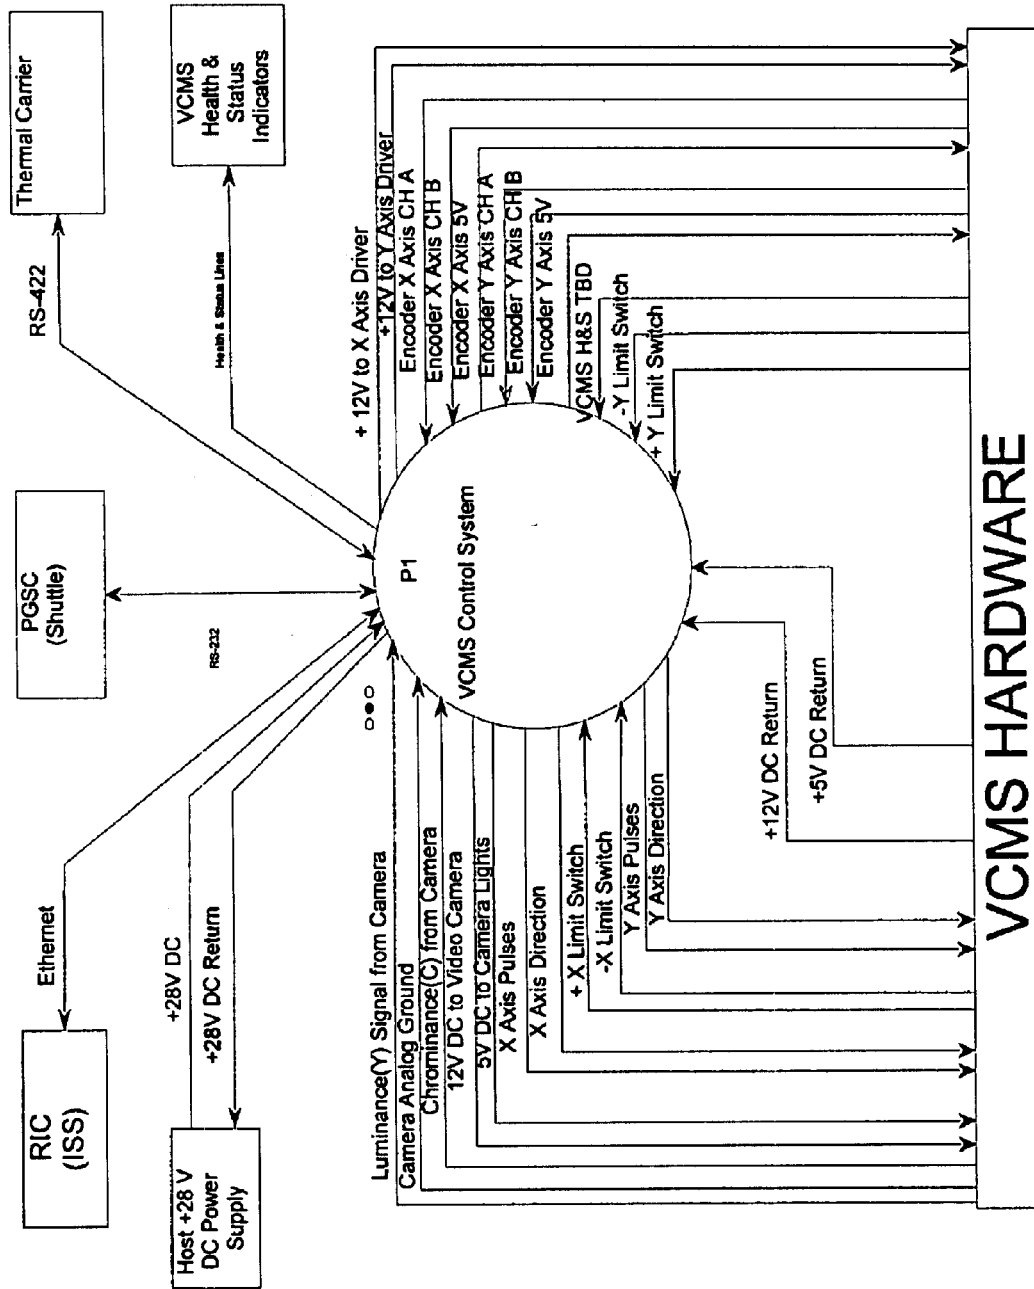 RIC
(ISS)
PGSC
(Shuttle)
Thermal Carrier
Host +28 V
DC Power
Supply
VCMS
Health &
Status
Indicators
Ethernet
+28V DC
+28V DC Return
RS-232
RS-422
Health & Status Lines
Luminance(Y) Signal from Camera
Camera Analog Ground
Chrominance(C) from Camera
12V DC to Video Camera
5V DC to Camera Lights
X Axis Pulses
X Axis Direction
+ X Limit Switch
-X Limit Switch
Y Axis Pulses
Y Axis Direction
P1
VCMS Control System
+ 12V to X Axis Driver
+12V to Y Axis Driver
Encoder X Axis CH A
Encoder X Axis CH B
Encoder X Axis 5V
Encoder Y Axis CH A
Encoder Y Axis CH B
Encoder Y Axis 5V
VCMS H&S TBD
-Y Limit Switch
+ Y Limit Switch
+12V DC Return
+5V DC Return
VCMS HARDWARE